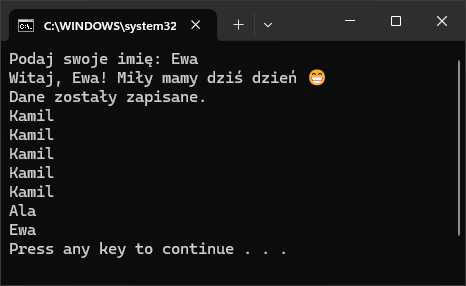 C:\WINDOWS\system32
Podaj swoje imię: Ewa
Witaj, Ewa! Miły mamy dziś dzień 😁
Dane zostały zapisane.
Kamil
Kamil
Kamil
Kamil
Kamil
Ala
Ewa
Press any key to continue . . .